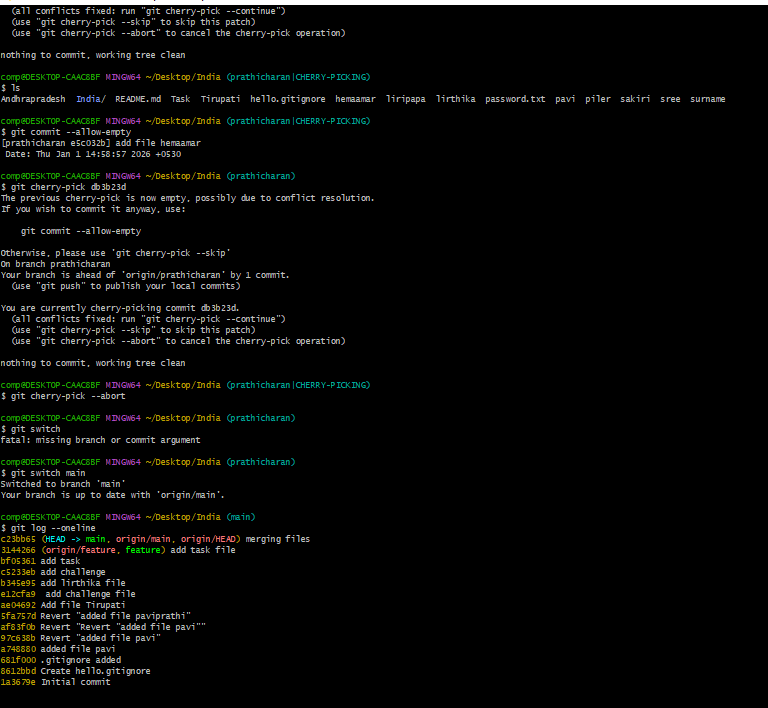 (all conflicts fixed: run "git cherry-pick --continue")
(use "git cherry-pick --skip" to skip this patch)
(use "git cherry-pick --abort" to cancel the cherry-pick operation)
nothing to commit, working tree clean
comp@DESKTOP-CAAC8BF MINGW64 ~/Desktop/India (prathicharan|CHERRY-PICKING)
$ ls
Andhrapradesh India/ README.md Task Tirupati hello.gitignore hemaamar liripapa lirthika password.txt pavi piler sakiri sree surname
comp@DESKTOP-CAAC8BF MINGW64 ~/Desktop/India (prathicharan|CHERRY-PICKING)
$ git commit --allow-empty
[prathicharan e5c032b] add file hemaamar
Date: Thu Jan 1 14:58:57 2026 +0530
comp@DESKTOP-CAAC8BF MINGW64 ~/Desktop/India (prathicharan)
$ git cherry-pick db3b23d
The previous cherry-pick is now empty, possibly due to conflict resolution.
If you wish to commit it anyway, use:
git commit --allow-empty
Otherwise, please use 'git cherry-pick --skip'
On branch prathicharan
Your branch is ahead of 'origin/prathicharan' by 1 commit.
(use "git push" to publish your local commits)
You are currently cherry-picking commit db3b23d.
(all conflicts fixed: run "git cherry-pick --continue")
(use "git cherry-pick --skip" to skip this patch)
(use "git cherry-pick --abort" to cancel the cherry-pick operation)
nothing to commit, working tree clean
comp@DESKTOP-CAAC8BF MINGW64 ~/Desktop/India (prathicharan|CHERRY-PICKING)
$ git cherry-pick --abort
comp@DESKTOP-CAAC8BF MINGW64 ~/Desktop/India (prathicharan)
$ git switch
fatal: missing branch or commit argument
comp@DESKTOP-CAAC8BF MINGW64 ~/Desktop/India (prathicharan)
$ git switch main
Switched to branch 'main'
Your branch is up to date with 'origin/main'.
comp@DESKTOP-CAAC8BF MINGW64 ~/Desktop/India (main)
$ git log --oneline
c23bb65 (HEAD -> main, origin/main, origin/HEAD) merging files
3144266 (origin/feature, feature) add task file
bf05361 add task
c5233eb add challenge
b345e95 add lirthika file
e12cfa9 add challenge file
ae04692 Add file Tirupati
5fa757d Revert "added file paviprathi"
af83f0b Revert "Revert "added file pavi""
97c638b Revert "added file pavi"
a748880 added file pavi
681f000 .gitignore added
8612bbd Create hello.gitignore
1a3679e Initial commit